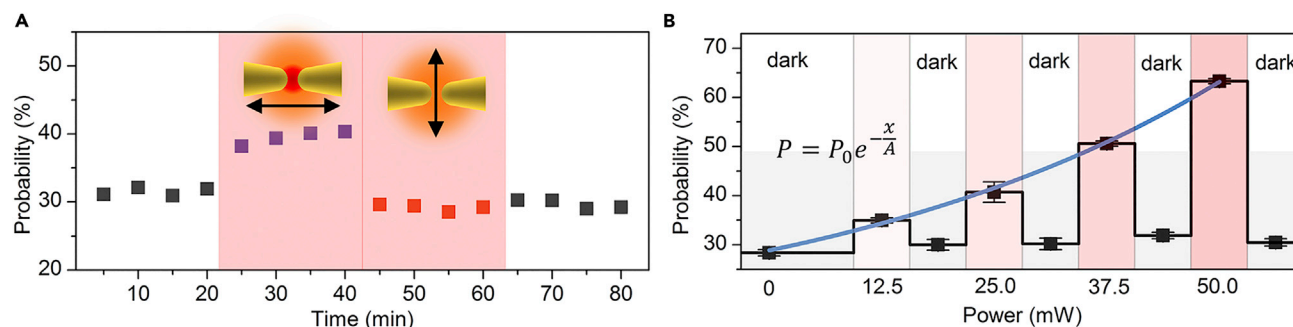 A
Probability (%)
50
40
30
20
10 20 30 40 50 60 70 80
Time (min)
B
Probability (%)
70
60
50
40
30
dark dark dark dark dark
P = P₀e^{-x/A}
0 12.5 25.0 37.5 50.0
Power (mW)